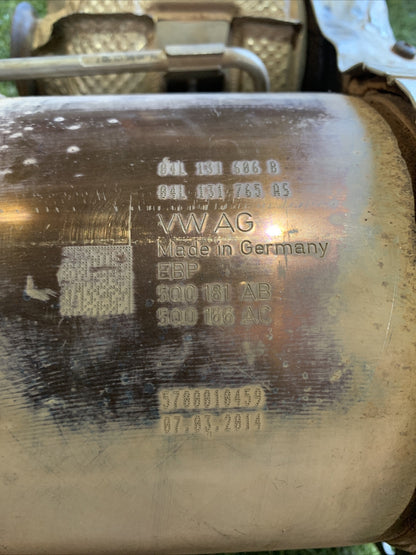 04L 131 606 B
04L 131 765 AS
VW AG
Made in Germany
EBP
5Q0 181 AB
5Q0 166 AC
5700010459
07.03.2014